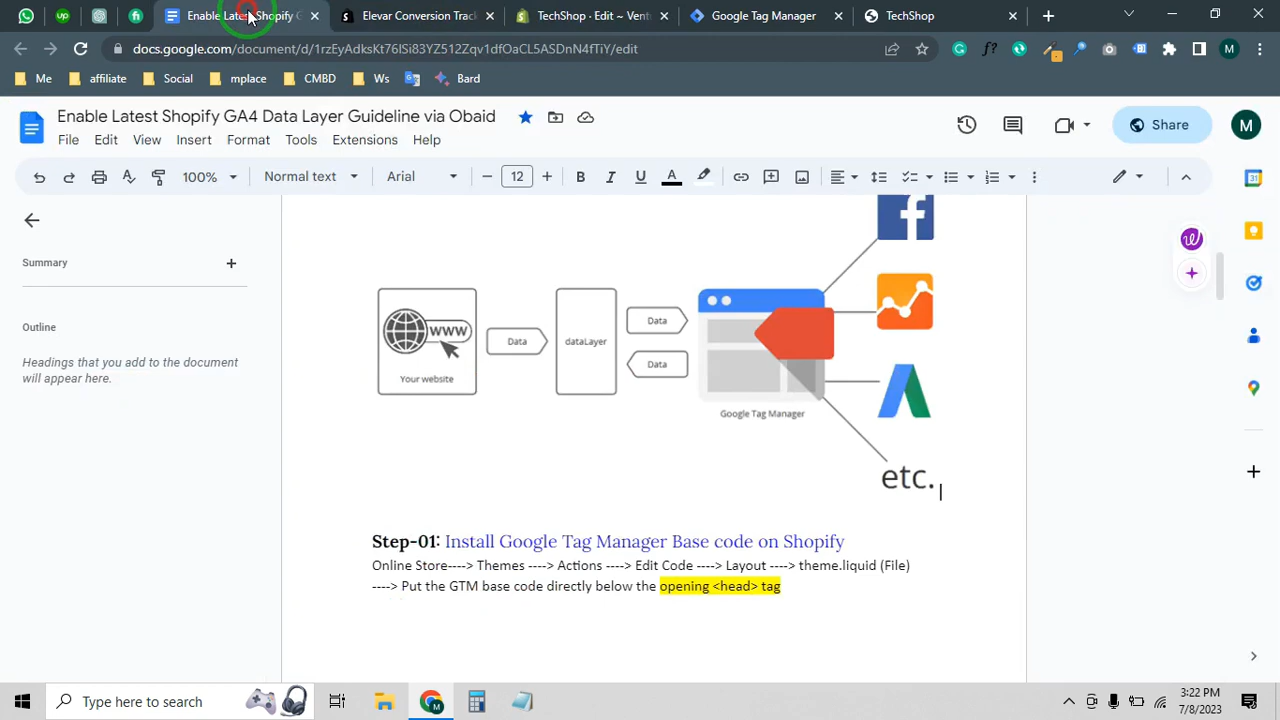 Enable Latest Shopify G
Elevar Conversion Track
TechShop · Edit ~ Vent
Google Tag Manager
TechShop
docs.google.com/document/d/1rzEyAdksKt76ISi83YZ512Zqv1dfOaCL5ASDnN4fTiY/edit
Me
affiliate
Social
mplace
CMBD
Ws
Bard
Enable Latest Shopify GA4 Data Layer Guideline via Obaid
File Edit View Insert Format Tools Extensions Help
Share
M
100%
Normal text
Arial
12
Summary
Outline
Headings that you add to the document
will appear here.
WWW
Your website
Data
dataLayer
Data
Data
Google Tag Manager
etc.
Step-01: Install Google Tag Manager Base code on Shopify
Online Store----> Themes ----> Actions ----> Edit Code ----> Layout ----> theme.liquid (File)
----> Put the GTM base code directly below the opening <head> tag
Type here to search
3:22 PM
7/8/2023